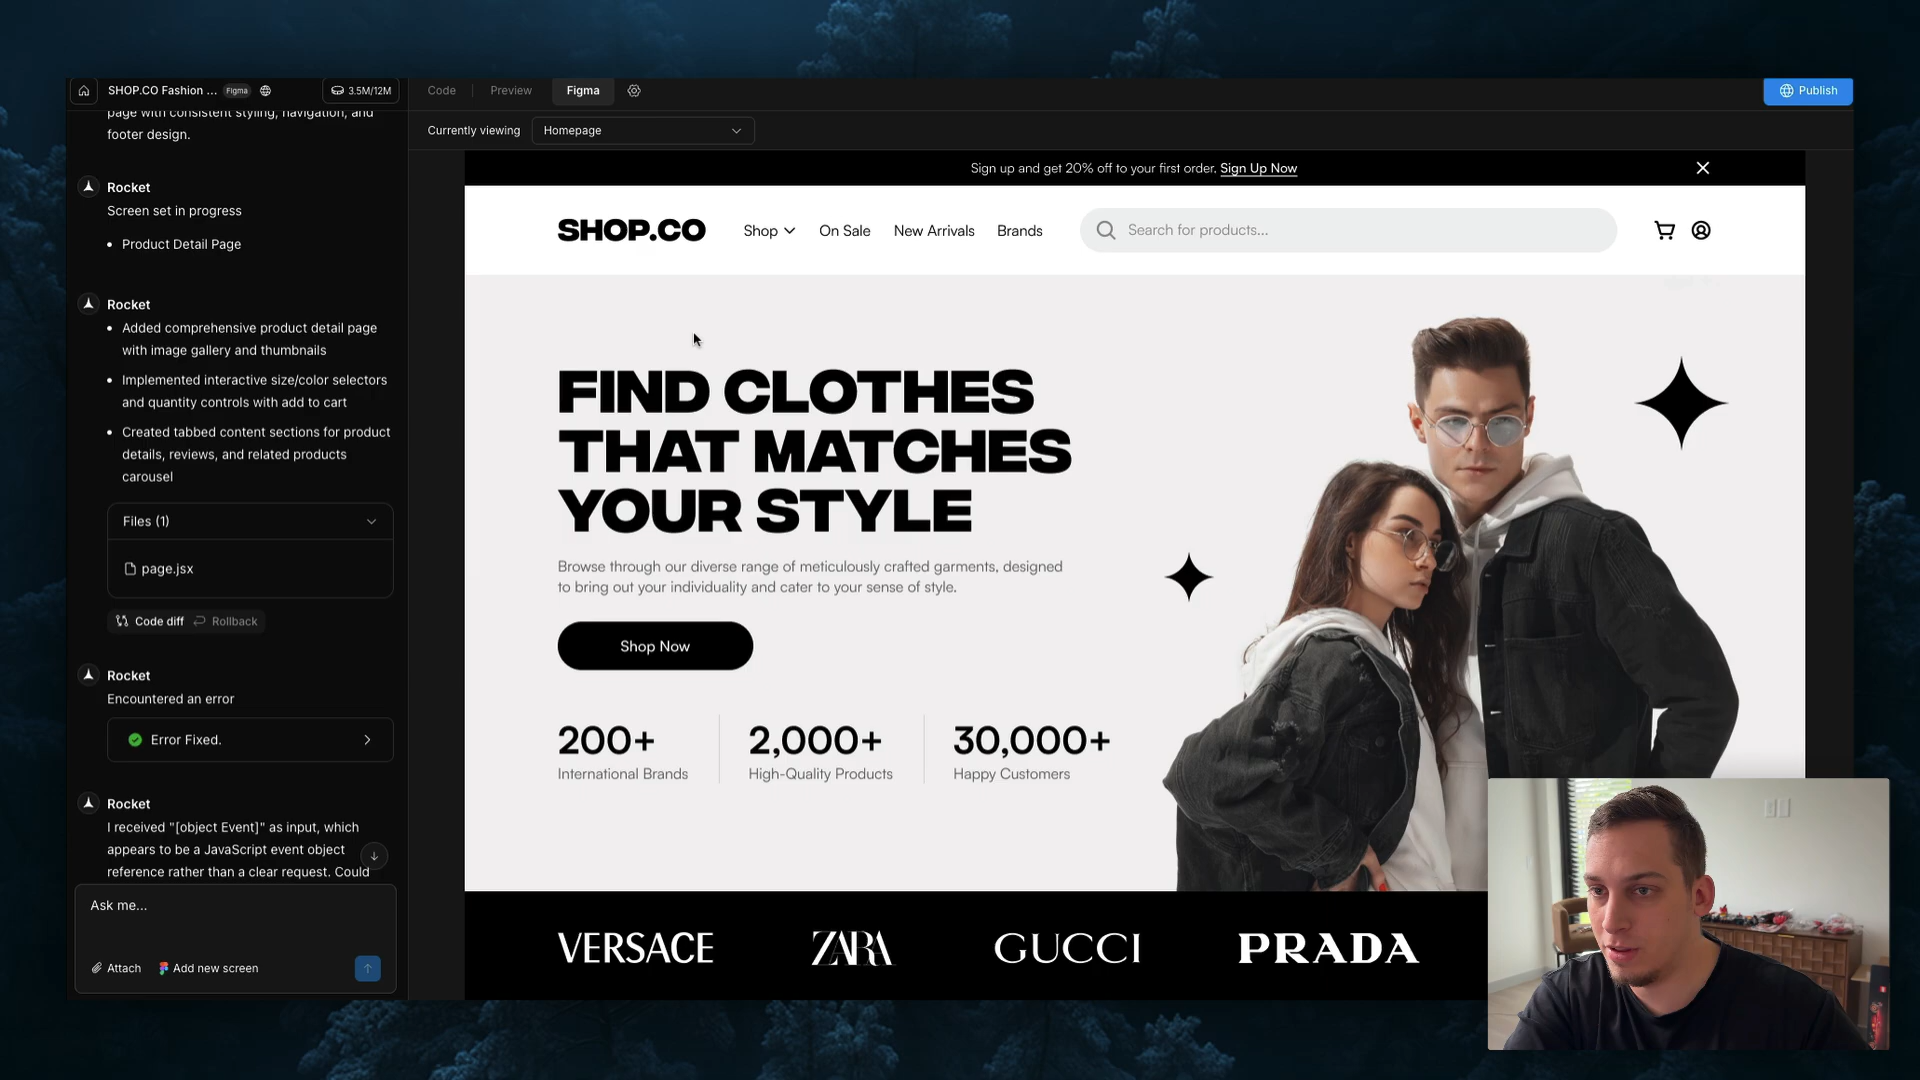 SHOP.CO Fashion ...
Figma
3.5M/12M
Code
Preview
Figma
Publish
page with consistent styling, navigation, and
footer design.
Rocket
Screen set in progress
• Product Detail Page
Rocket
• Added comprehensive product detail page
with image gallery and thumbnails
• Implemented interactive size/color selectors
and quantity controls with add to cart
• Created tabbed content sections for product
details, reviews, and related products
carousel
Files (1)
page.jsx
Code diff
Rollback
Rocket
Encountered an error
Error Fixed.
Rocket
I received "[object Event]" as input, which
appears to be a JavaScript event object
reference rather than a clear request. Could
Ask me...
Attach
Add new screen
Currently viewing
Homepage
Sign up and get 20% off to your first order. Sign Up Now
SHOP.CO
Shop
On Sale
New Arrivals
Brands
Search for products...
FIND CLOTHES
THAT MATCHES
YOUR STYLE
Browse through our diverse range of meticulously crafted garments, designed
to bring out your individuality and cater to your sense of style.
Shop Now
200+
International Brands
2,000+
High-Quality Products
30,000+
Happy Customers
VERSACE
ZARA
GUCCI
PRADA